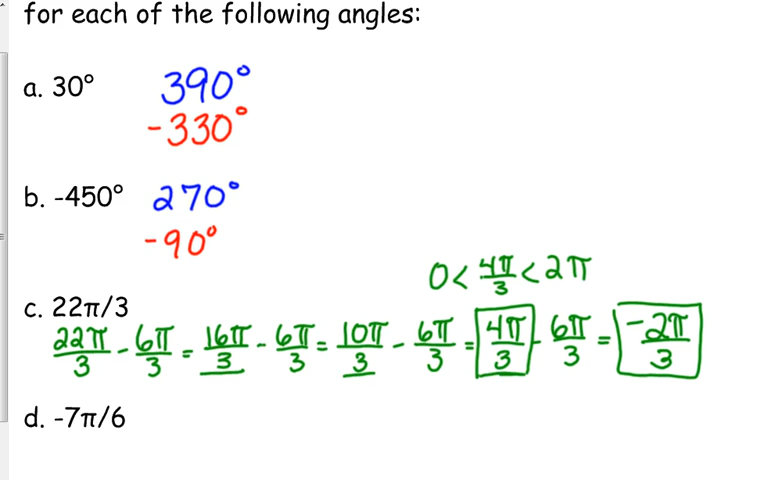 for each of the following angles:
a. 30° 390°
-330°
b. -450° 270°
-90°
0 < 4π/3 < 2π
c. 22π/3
22π/3 - 6π/3 = 16π/3 - 6π/3 = 10π/3 - 6π/3 = 4π/3 - 6π/3 = -2π/3
d. -7π/6